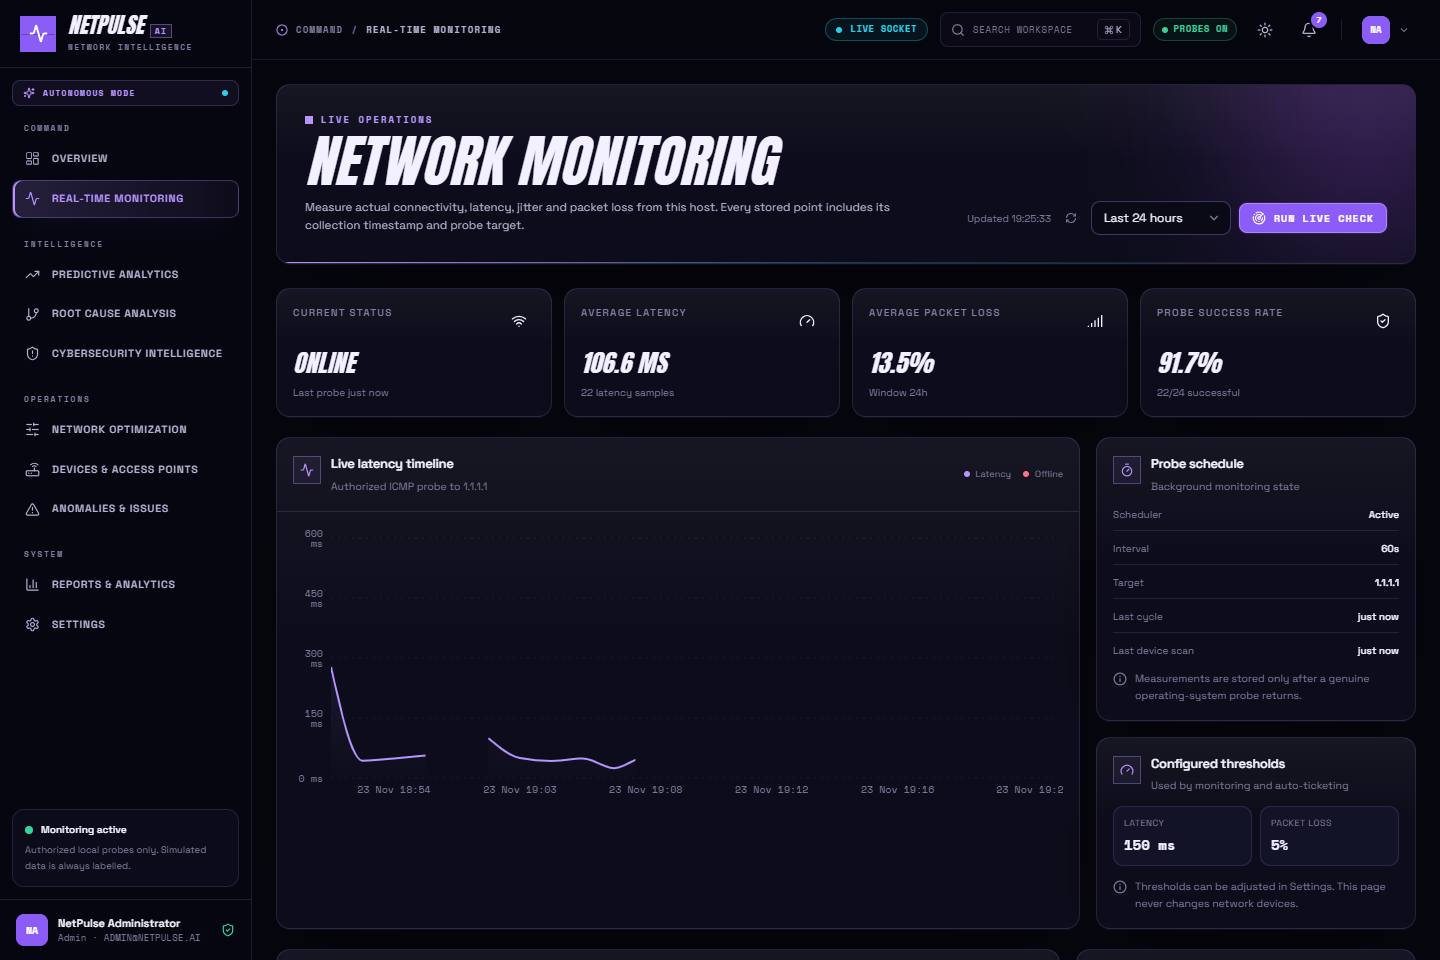 NETPULSE AI
NETWORK INTELLIGENCE
AUTONOMOUS MODE
COMMAND
OVERVIEW
REAL-TIME MONITORING
INTELLIGENCE
PREDICTIVE ANALYTICS
ROOT CAUSE ANALYSIS
CYBERSECURITY INTELLIGENCE
OPERATIONS
NETWORK OPTIMIZATION
DEVICES & ACCESS POINTS
ANOMALIES & ISSUES
SYSTEM
REPORTS & ANALYTICS
SETTINGS
Monitoring active
Authorized local probes only. Simulated
data is always labelled.
NA
NetPulse Administrator
Admin · ADMIN@NETPULSE.AI
COMMAND / REAL-TIME MONITORING
LIVE SOCKET
SEARCH WORKSPACE
⌘K
PROBES ON
7
NA
LIVE OPERATIONS
NETWORK MONITORING
Measure actual connectivity, latency, jitter and packet loss from this host. Every stored point includes its
collection timestamp and probe target.
Updated 19:25:33
Last 24 hours
RUN LIVE CHECK
CURRENT STATUS
ONLINE
Last probe just now
AVERAGE LATENCY
106.6 MS
22 latency samples
AVERAGE PACKET LOSS
13.5%
Window 24h
PROBE SUCCESS RATE
91.7%
22/24 successful
Live latency timeline
Authorized ICMP probe to 1.1.1.1
Latency
Offline
600
ms
450
ms
300
ms
150
ms
0 ms
23 Nov 18:54
23 Nov 19:03
23 Nov 19:08
23 Nov 19:12
23 Nov 19:16
23 Nov 19:2
Probe schedule
Background monitoring state
Scheduler Active
Interval 60s
Target 1.1.1.1
Last cycle just now
Last device scan just now
Measurements are stored only after a genuine
operating-system probe returns.
Configured thresholds
Used by monitoring and auto-ticketing
LATENCY
150 ms
PACKET LOSS
5%
Thresholds can be adjusted in Settings. This page
never changes network devices.